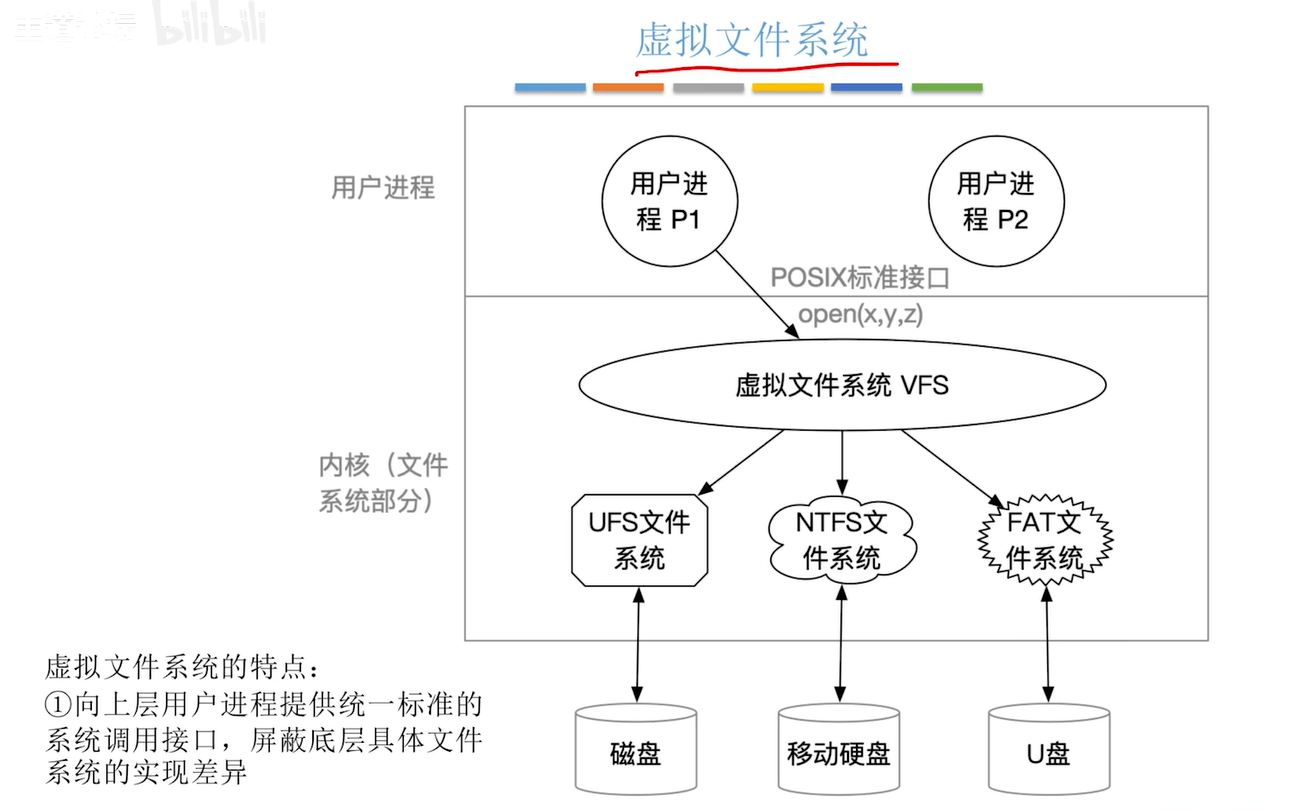 bilibili
虚拟文件系统
用户进程
用户进
程 P1
用户进
程 P2
POSIX标准接口
open(x,y,z)
虚拟文件系统 VFS
内核（文件
系统部分）
UFS文件
系统
NTFS文
件系统
FAT文
件系统
磁盘
移动硬盘
U盘
虚拟文件系统的特点：
①向上层用户进程提供统一标准的
系统调用接口，屏蔽底层具体文件
系统的实现差异